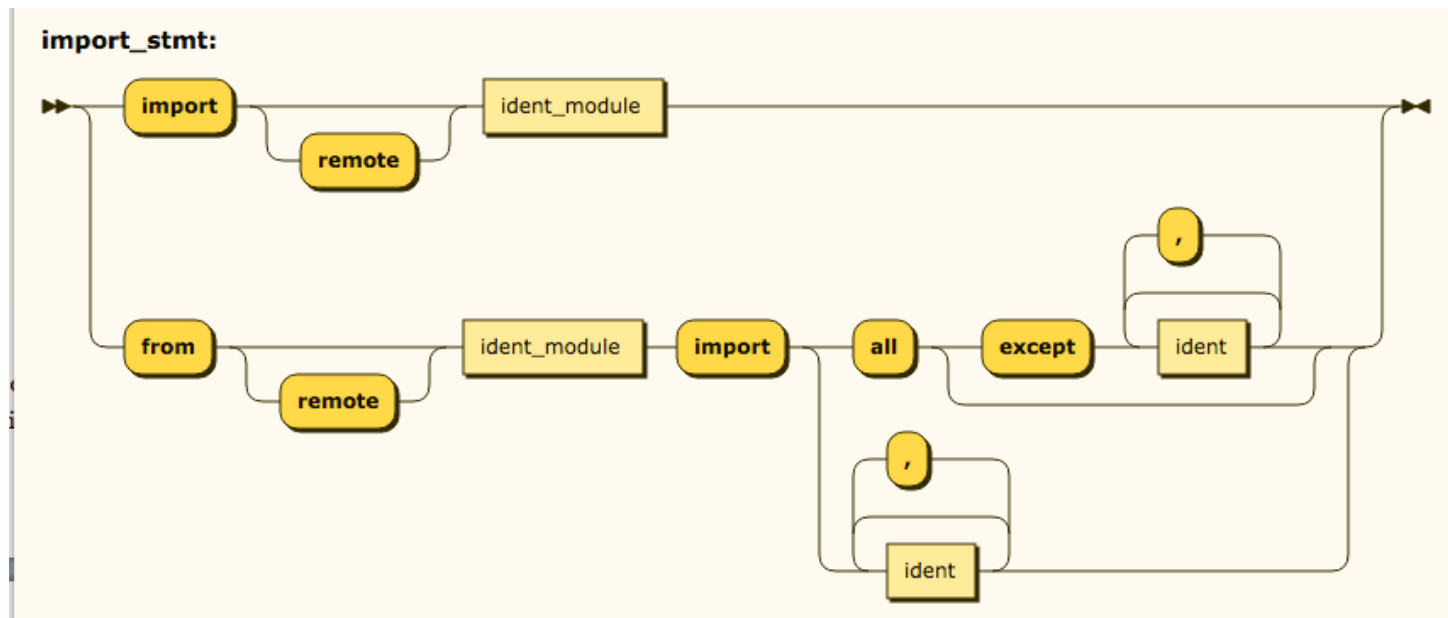 import_stmt:
import ident_module
remote
,
from ident_module import all except ident
remote
,
ident